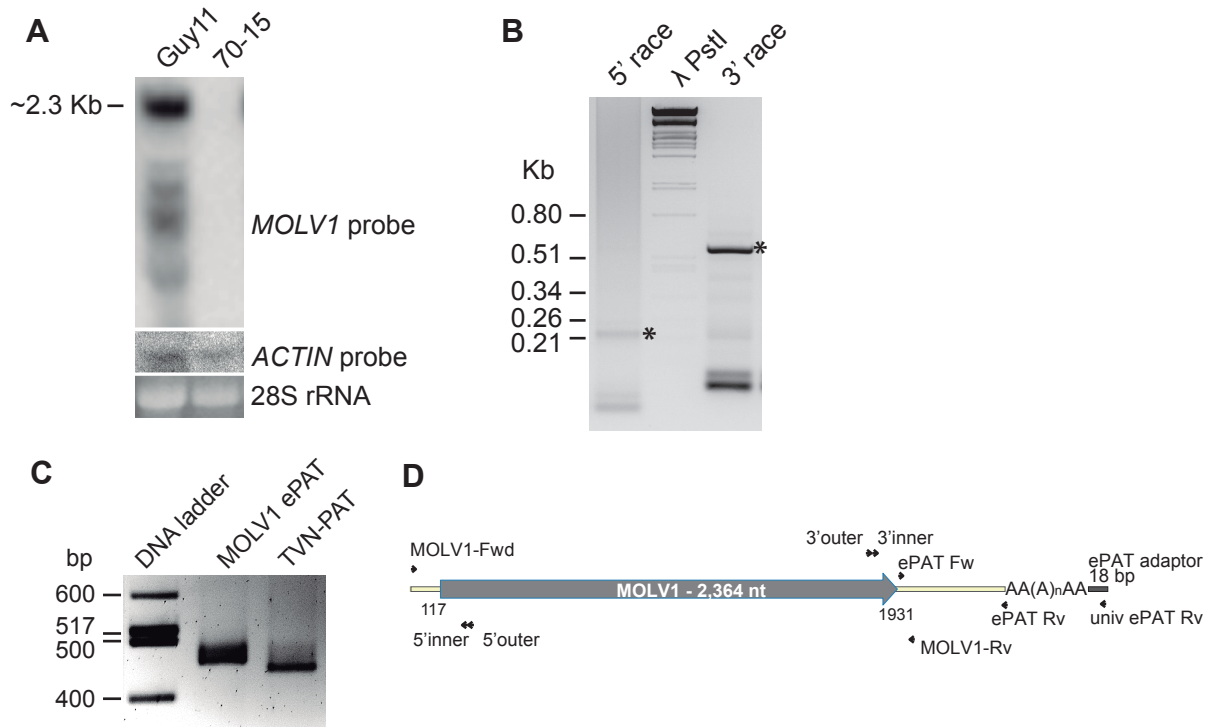 A
Guy11
70-15
~2.3 Kb
MOLV1 probe
ACTIN probe
28S rRNA
B
5’ race
λ PstI
3’ race
Kb
0.80
0.51
0.34
0.26
0.21
*
*
C
DNA ladder
MOLV1 ePAT
TVN-PAT
bp
600
517
500
400
D
MOLV1-Fwd
3’outer
3’inner
ePAT Fw
ePAT adaptor
18 bp
MOLV1 - 2,364 nt
AA(A)nAA
117
1931
ePAT Rv
univ ePAT Rv
5’inner
5’outer
MOLV1-Rv